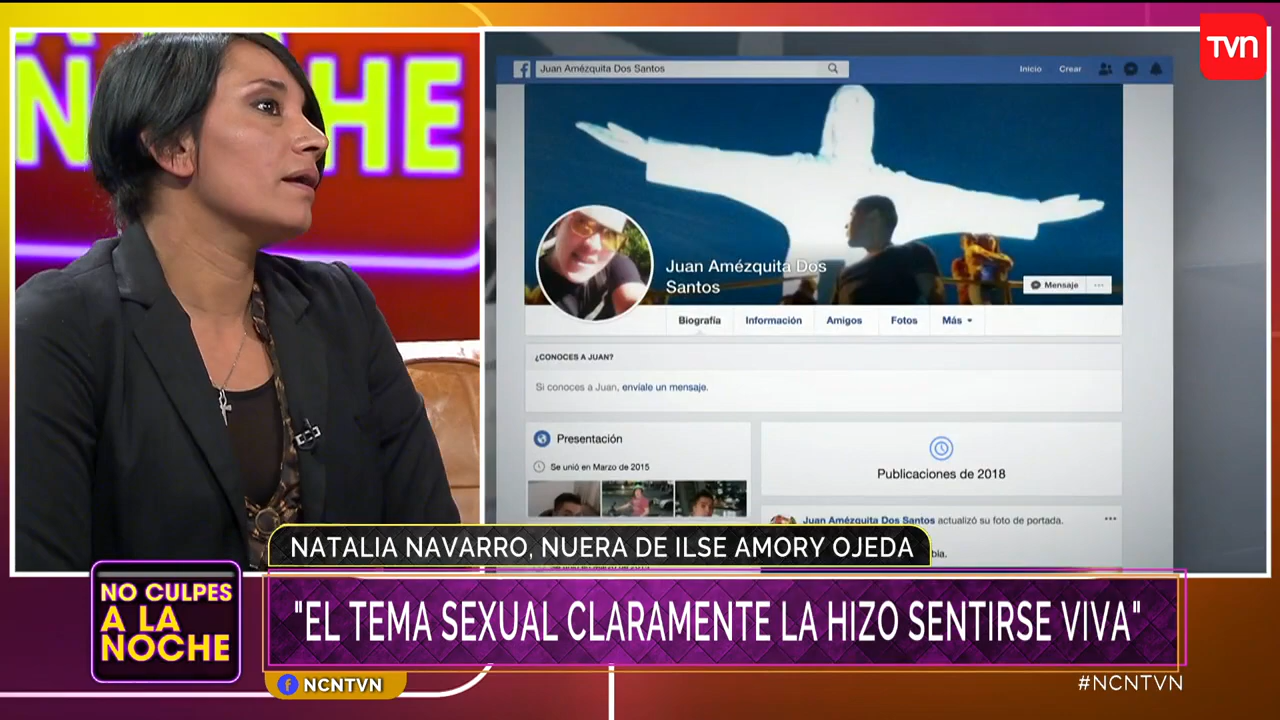 A LA
NOCHE
TVN
f
Juan Amézquita Dos Santos
Inicio
Crear
Juan Amézquita Dos
Santos
Mensaje
Biografía
Información
Amigos
Fotos
Más
¿CONOCES A JUAN?
Si conoces a Juan, envíale un mensaje.
Presentación
Se unió en Marzo de 2015
Publicaciones de 2018
Juan Amézquita Dos Santos actualizó su foto de portada.
NATALIA NAVARRO, NUERA DE ILSE AMORY OJEDA
NO CULPES
A LA
NOCHE
"EL TEMA SEXUAL CLARAMENTE LA HIZO SENTIRSE VIVA"
f NCNTVN
#NCNTVN